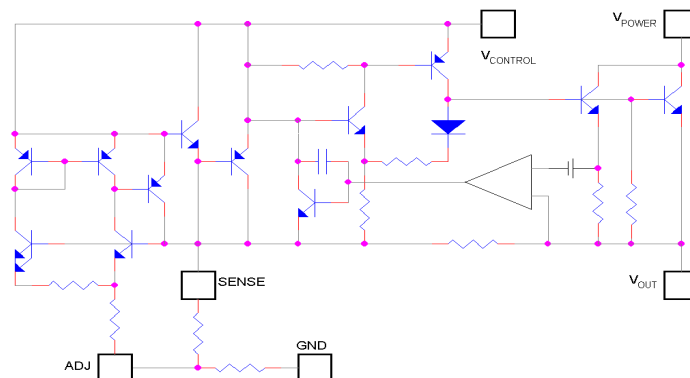 VPOWER
VCONTROL
SENSE
VOUT
GND
ADJ